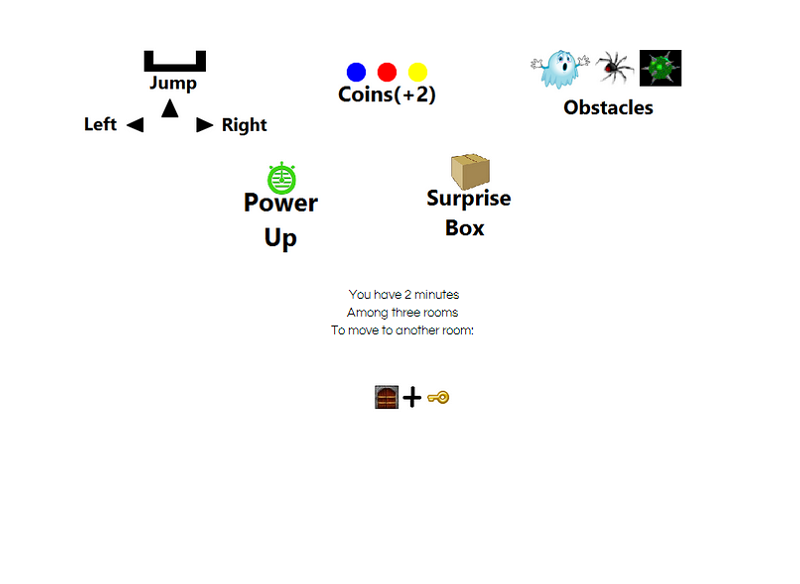 Jump
Left
Right
Coins(+2)
Obstacles
Power
Up
Surprise
Box
You have 2 minutes
Among three rooms
To move to another room: